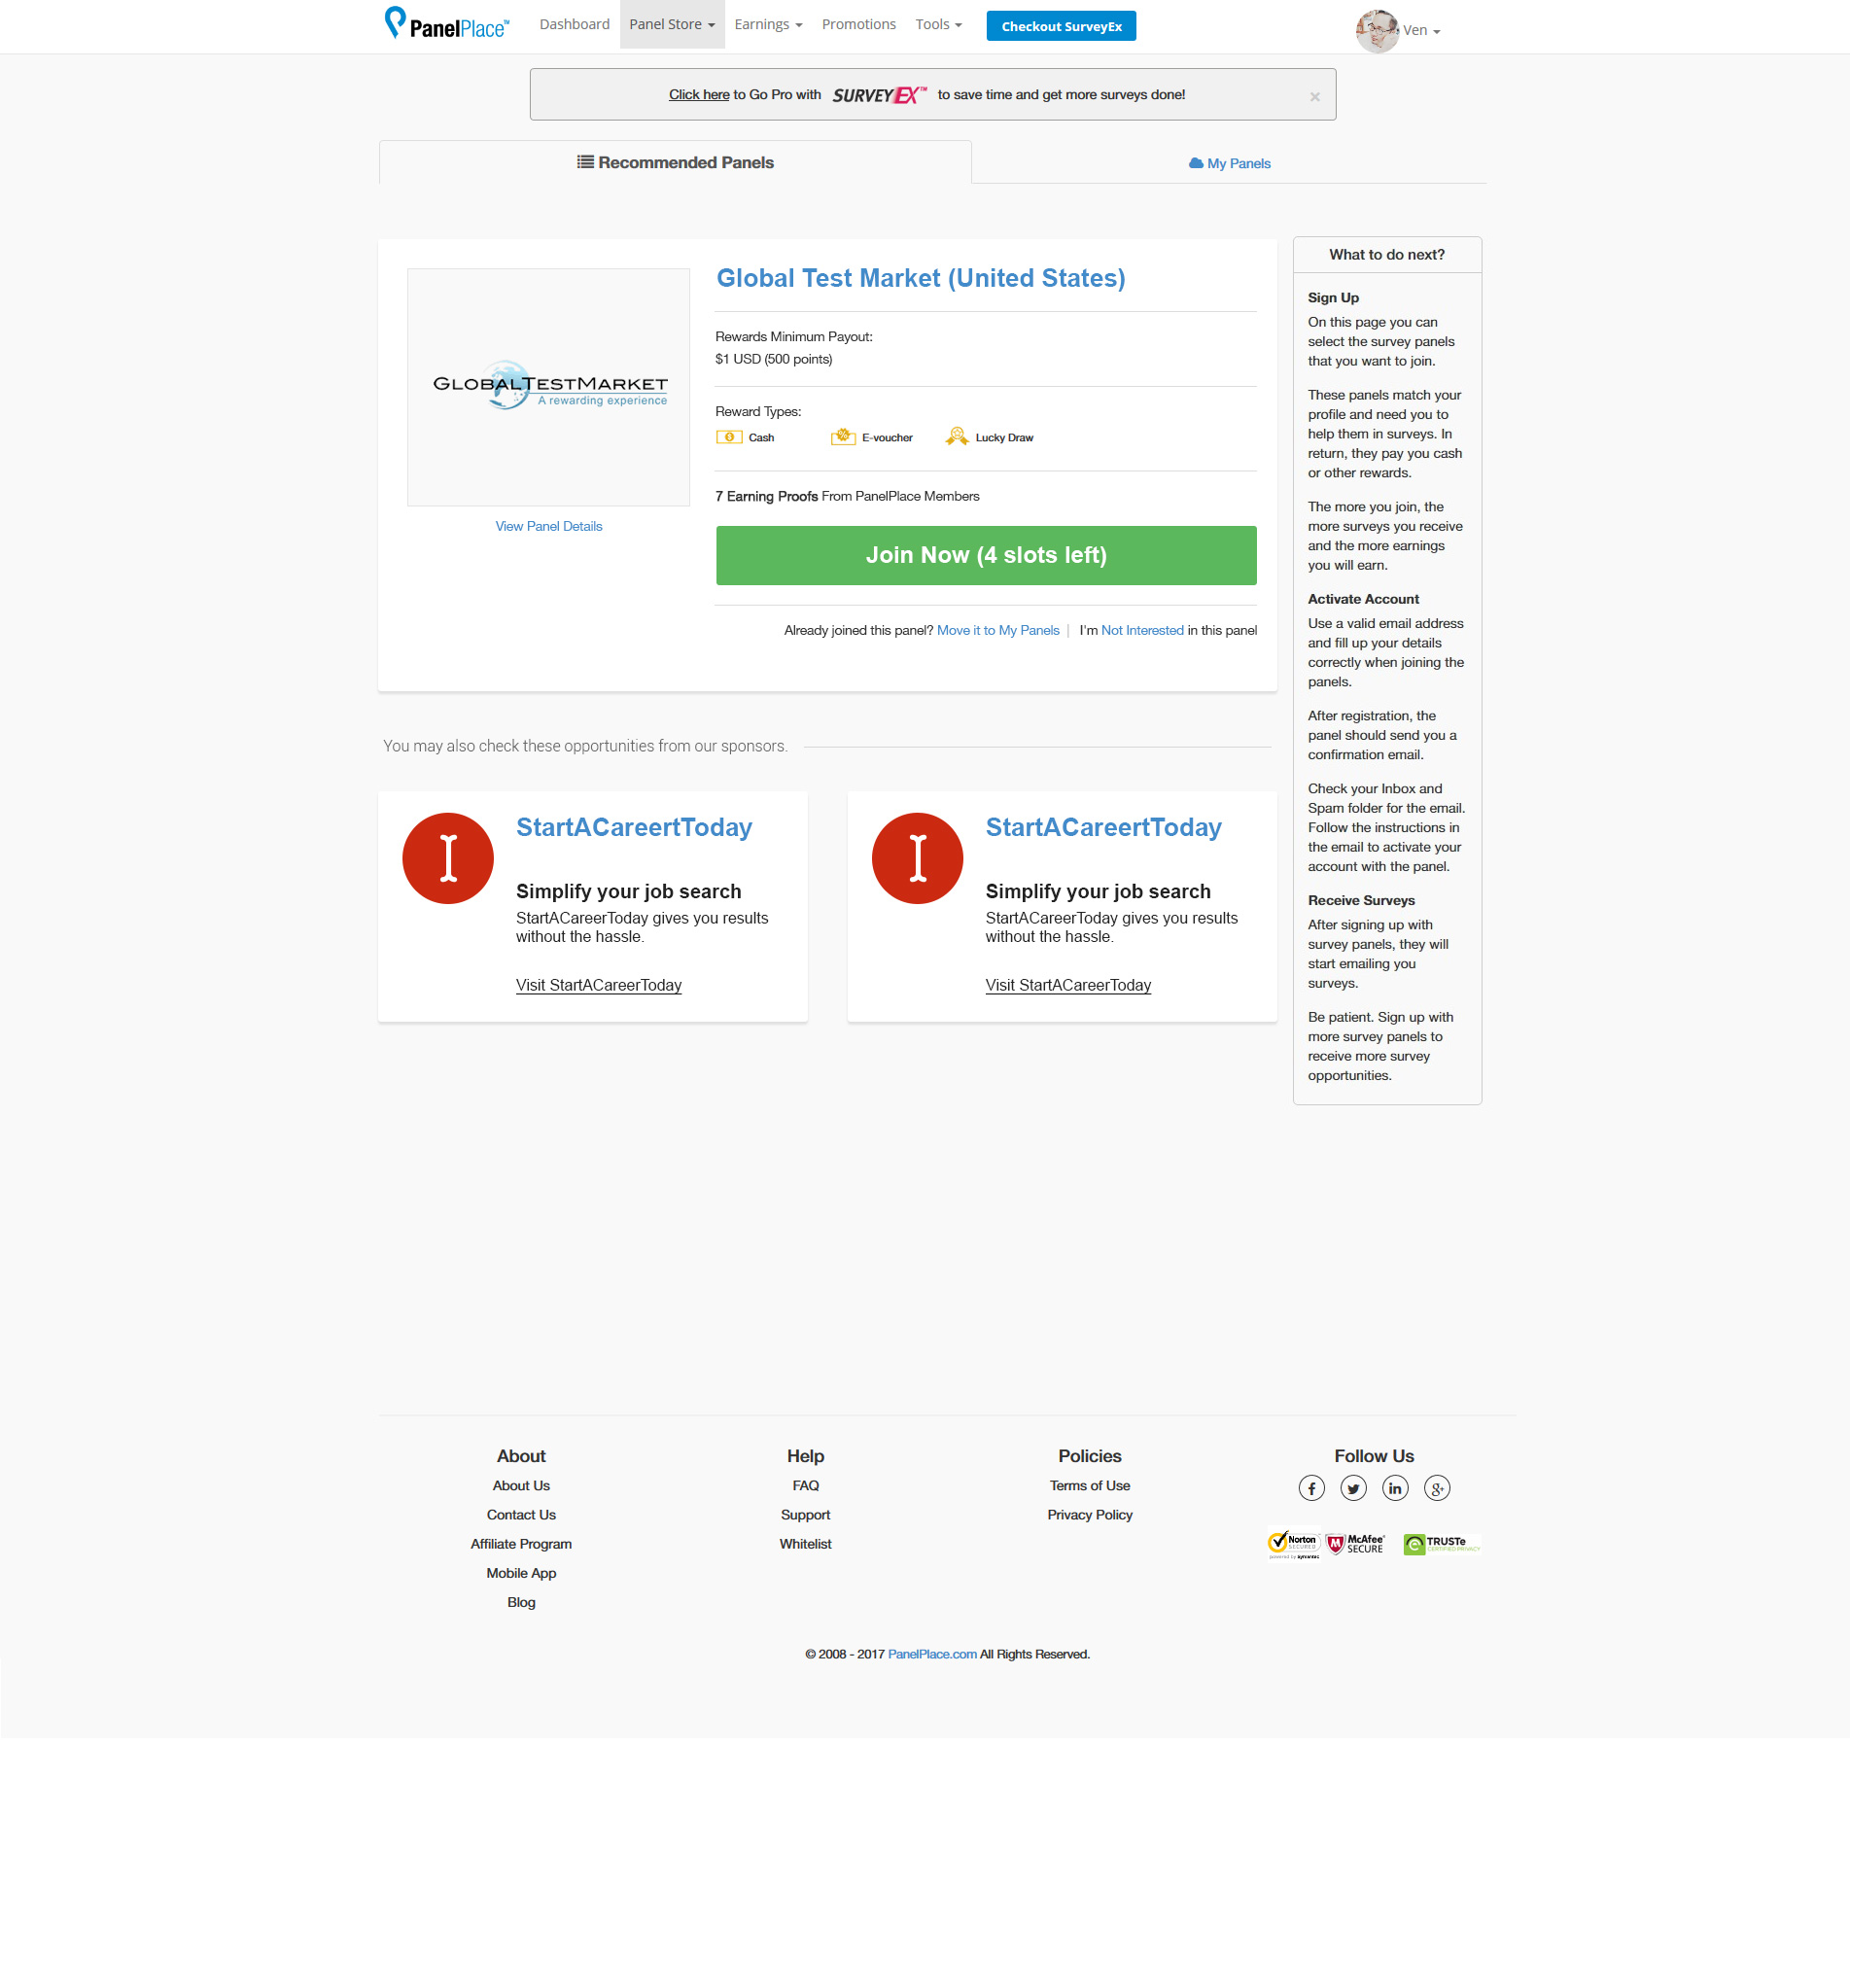 PanelPlace™
Dashboard
Panel Store
Earnings
Promotions
Tools
Checkout SurveyEx
Ven
Click here to Go Pro with SURVEYEX™ to save time and get more surveys done!
×
Recommended Panels
My Panels
GLOBALTESTMARKET
A rewarding experience
View Panel Details
Global Test Market (United States)
Rewards Minimum Payout:
$1 USD (500 points)
Reward Types:
Cash
E-voucher
Lucky Draw
7 Earning Proofs From PanelPlace Members
Join Now (4 slots left)
Already joined this panel? Move it to My Panels | I'm Not Interested in this panel
You may also check these opportunities from our sponsors.
StartACareertToday
Simplify your job search
StartACareerToday gives you results
without the hassle.
Visit StartACareerToday
StartACareertToday
Simplify your job search
StartACareerToday gives you results
without the hassle.
Visit StartACareerToday
What to do next?
Sign Up
On this page you can
select the survey panels
that you want to join.
These panels match your
profile and need you to
help them in surveys. In
return, they pay you cash
or other rewards.
The more you join, the
more surveys you receive
and the more earnings
you will earn.
Activate Account
Use a valid email address
and fill up your details
correctly when joining the
panels.
After registration, the
panel should send you a
confirmation email.
Check your Inbox and
Spam folder for the email.
Follow the instructions in
the email to activate your
account with the panel.
Receive Surveys
After signing up with
survey panels, they will
start emailing you
surveys.
Be patient. Sign up with
more survey panels to
receive more survey
opportunities.
About
About Us
Contact Us
Affiliate Program
Mobile App
Blog
Help
FAQ
Support
Whitelist
Policies
Terms of Use
Privacy Policy
Follow Us
Norton
SECURED
powered by Symantec
McAfee
SECURE
TRUSTe
CERTIFIED PRIVACY
© 2008 - 2017 PanelPlace.com All Rights Reserved.